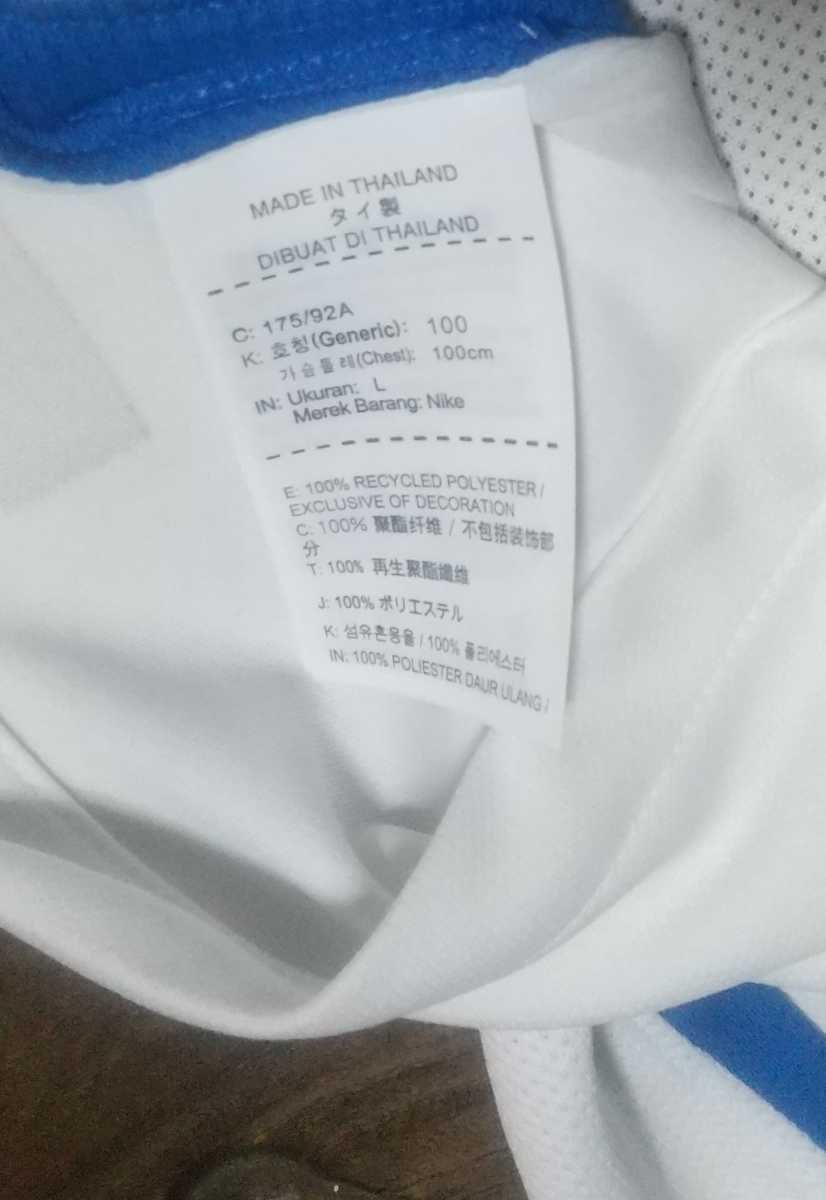 MADE IN THAILAND
タイ製
DIBUAT DI THAILAND
C: 175/92A
K: 호칭(Generic): 100
가슴둘레(Chest): 100cm
IN: Ukuran: L
Merek Barang: Nike
E: 100% RECYCLED POLYESTER /
EXCLUSIVE OF DECORATION
C: 100% 聚酯纤维 / 不包括装饰部
分
T: 100% 再生聚酯纖維
J: 100% ポリエステル
K: 섬유혼용율 / 100% 폴리에스터
IN: 100% POLIESTER DAUR ULANG /